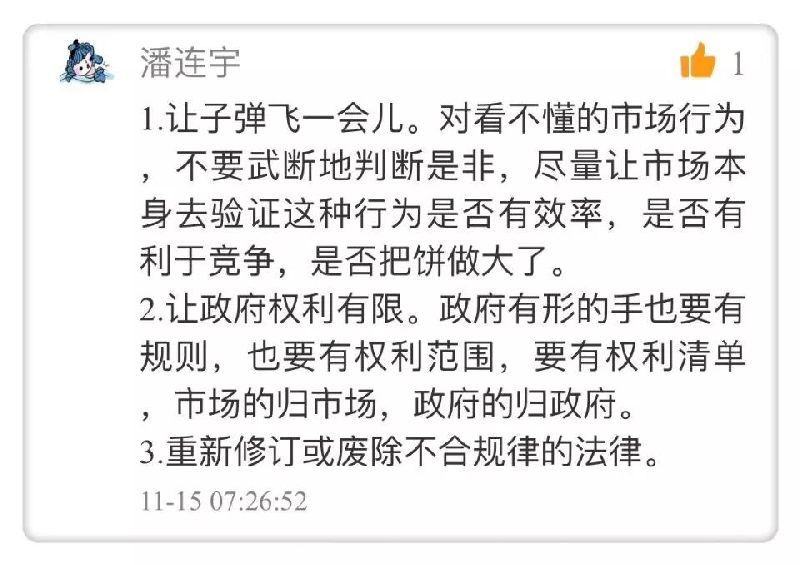 潘连宇
1
1.让子弹飞一会儿。对看不懂的市场行为
，不要武断地判断是非，尽量让市场本
身去验证这种行为是否有效率，是否有
利于竞争，是否把饼做大了。
2.让政府权利有限。政府有形的手也要有
规则，也要有权利范围，要有权利清单
，市场的归市场，政府的归政府。
3.重新修订或废除不合规律的法律。
11-15 07:26:52